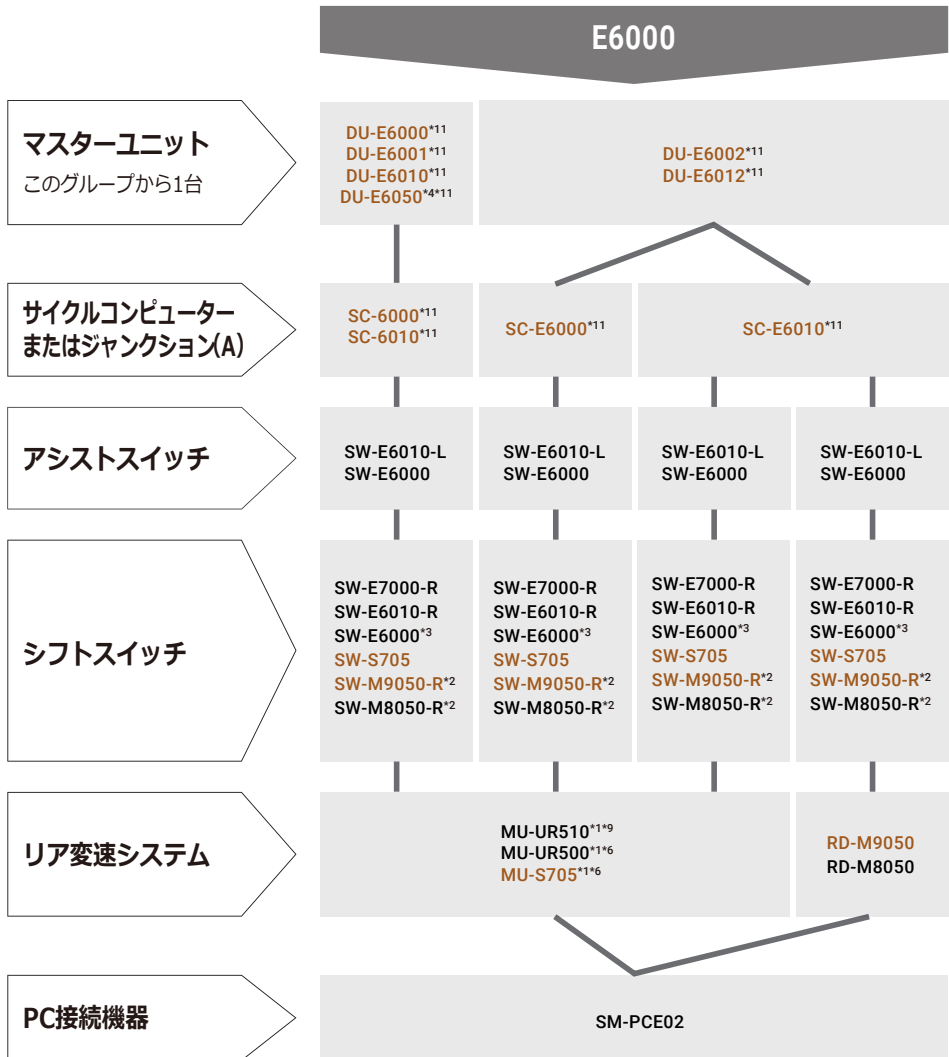 E6000
マスターユニット
このグループから1台
DU-E6000*11
DU-E6001*11
DU-E6010*11
DU-E6050*4*11
DU-E6002*11
DU-E6012*11
サイクルコンピューター
またはジャンクション(A)
SC-6000*11
SC-6010*11
SC-E6000*11
SC-E6010*11
アシストスイッチ
SW-E6010-L
SW-E6000
SW-E6010-L
SW-E6000
SW-E6010-L
SW-E6000
SW-E6010-L
SW-E6000
シフトスイッチ
SW-E7000-R
SW-E6010-R
SW-E6000*3
SW-S705
SW-M9050-R*2
SW-M8050-R*2
SW-E7000-R
SW-E6010-R
SW-E6000*3
SW-S705
SW-M9050-R*2
SW-M8050-R*2
SW-E7000-R
SW-E6010-R
SW-E6000*3
SW-S705
SW-M9050-R*2
SW-M8050-R*2
SW-E7000-R
SW-E6010-R
SW-E6000*3
SW-S705
SW-M9050-R*2
SW-M8050-R*2
リア変速システム
MU-UR510*1*9
MU-UR500*1*6
MU-S705*1*6
RD-M9050
RD-M8050
PC接続機器
SM-PCE02